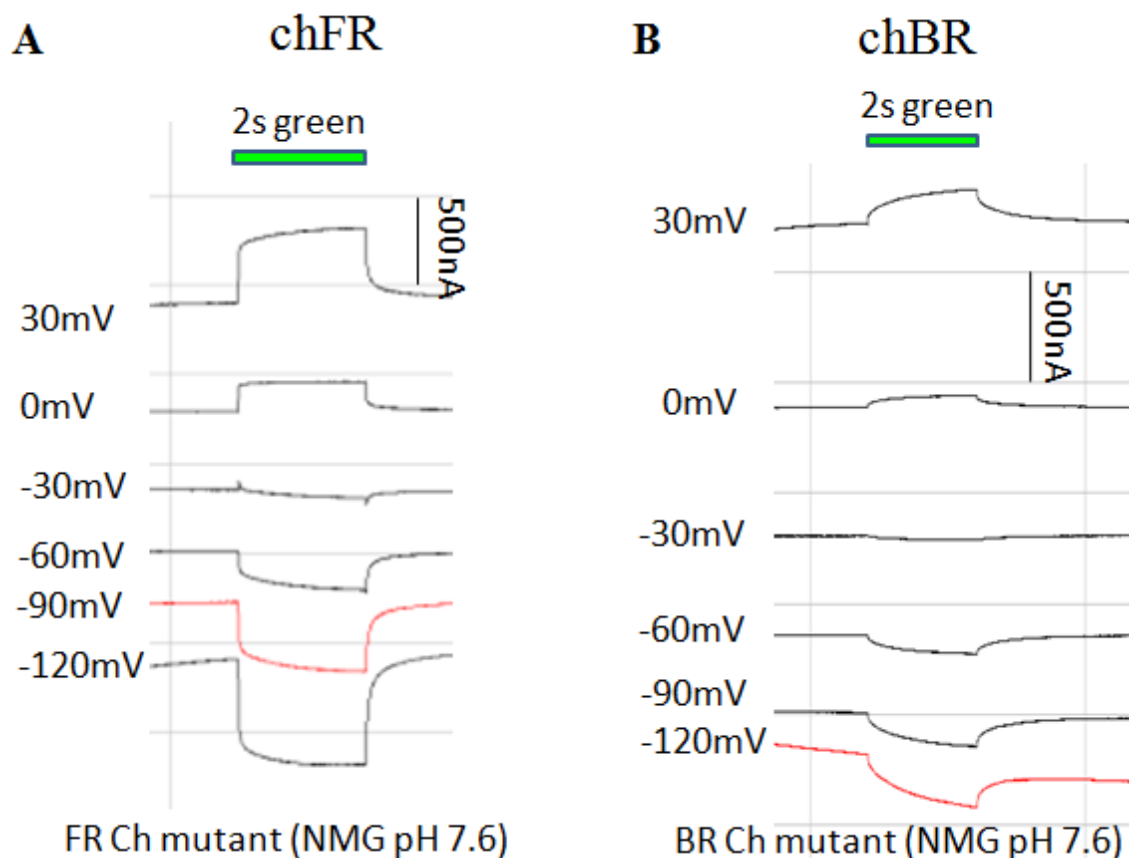 A
chFR
2s green
500nA
30mV
0mV
-30mV
-60mV
-90mV
-120mV
FR Ch mutant (NMG pH 7.6)
B
chBR
2s green
30mV
500nA
0mV
-30mV
-60mV
-90mV
-120mV
BR Ch mutant (NMG pH 7.6)